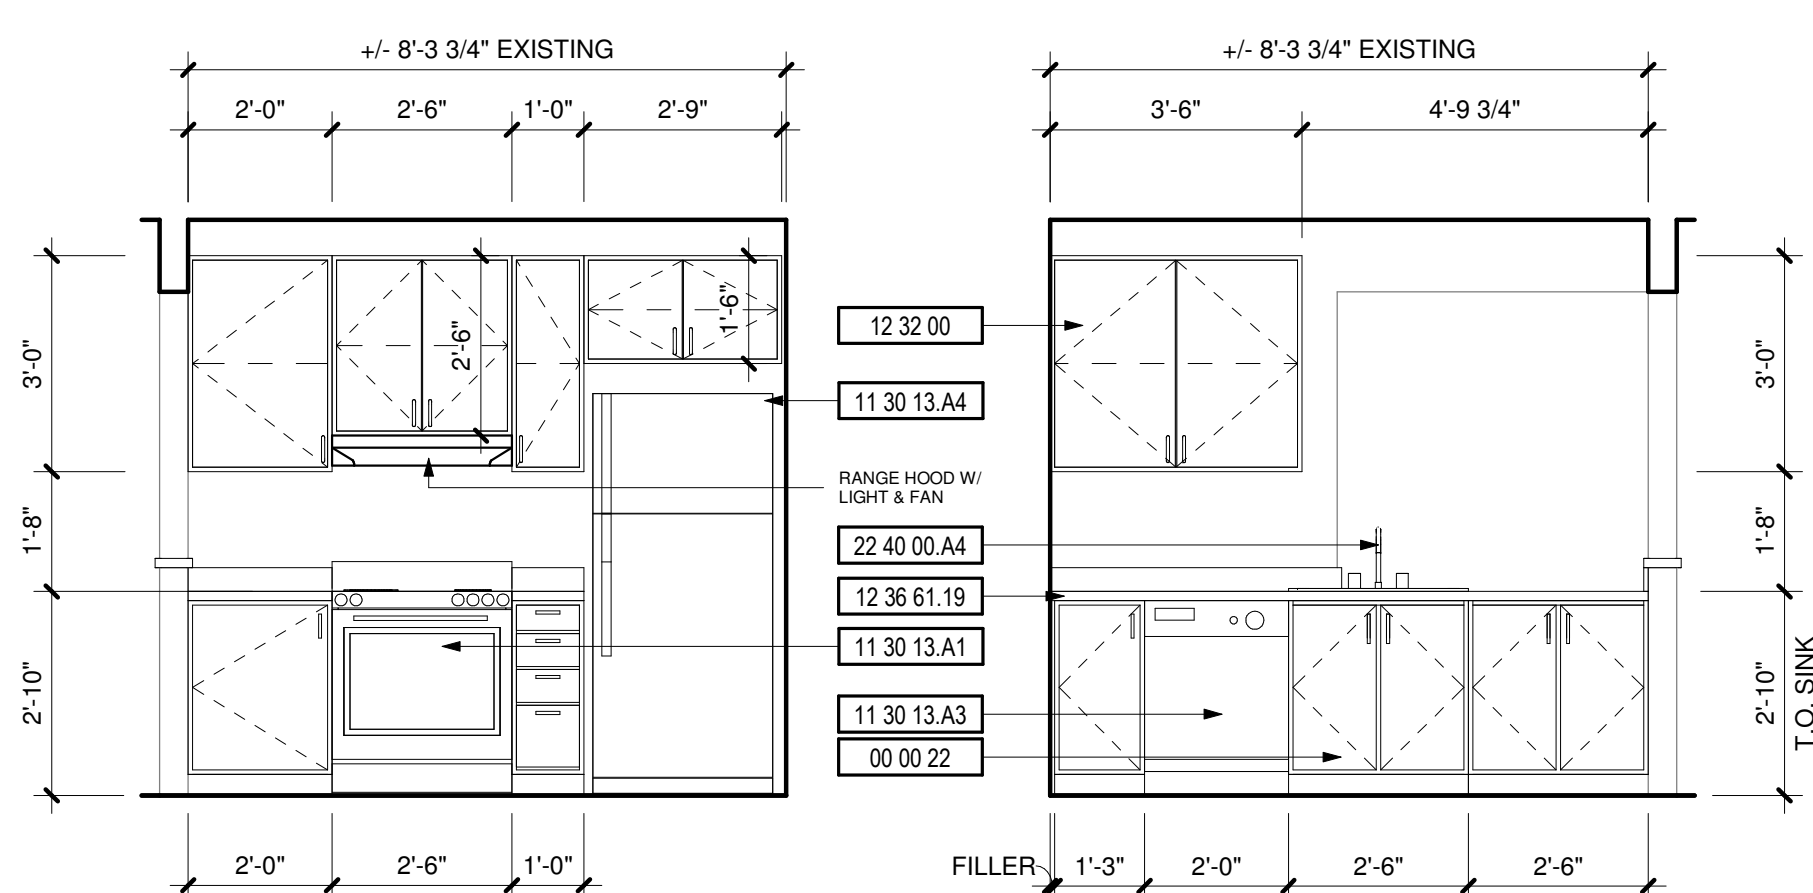 +/- 8'-3 3/4" EXISTING
+/- 8'-3 3/4" EXISTING
2'-0"
2'-6"
1'-0"
2'-9"
3'-6"
4'-9 3/4"
3'-0"
2'-6"
1'-6"
12 32 00
3'-0"
11 30 13.A4
RANGE HOOD W/
LIGHT & FAN
1'-8"
22 40 00.A4
1'-8"
12 36 61.19
11 30 13.A1
2'-10"
11 30 13.A3
2'-10"
T.O. SINK
00 00 22
2'-0"
2'-6"
1'-0"
FILLER
1'-3"
2'-0"
2'-6"
2'-6"